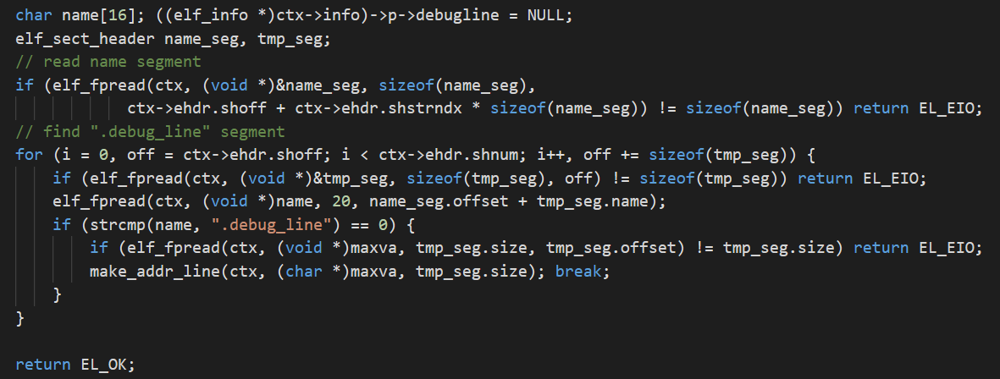 char name[16]; ((elf_info *)ctx->info)->p->debugline = NULL;
elf_sect_header name_seg, tmp_seg;
// read name segment
if (elf_fpread(ctx, (void *)&name_seg, sizeof(name_seg),
            ctx->ehdr.shoff + ctx->ehdr.shstrndx * sizeof(name_seg)) != sizeof(name_seg)) return EL_EIO;
// find ".debug_line" segment
for (i = 0, off = ctx->ehdr.shoff; i < ctx->ehdr.shnum; i++, off += sizeof(tmp_seg)) {
    if (elf_fpread(ctx, (void *)&tmp_seg, sizeof(tmp_seg), off) != sizeof(tmp_seg)) return EL_EIO;
    elf_fpread(ctx, (void *)name, 20, name_seg.offset + tmp_seg.name);
    if (strcmp(name, ".debug_line") == 0) {
        if (elf_fpread(ctx, (void *)maxva, tmp_seg.size, tmp_seg.offset) != tmp_seg.size) return EL_EIO;
        make_addr_line(ctx, (char *)maxva, tmp_seg.size); break;
    }
}
return EL_OK;